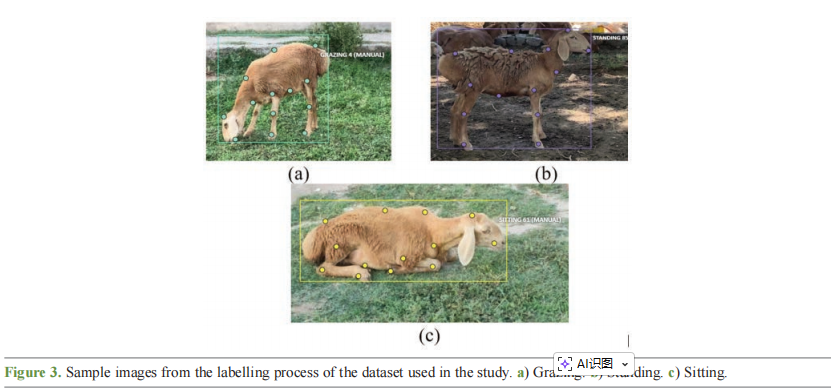 GRAZING 4 (MANUAL)
STANDING 85
(a)
(b)
SITTING 81 (MANUAL)
(c)
AI识图
Figure 3. Sample images from the labelling process of the dataset used in the study. a) Grazing. b) Standing. c) Sitting.